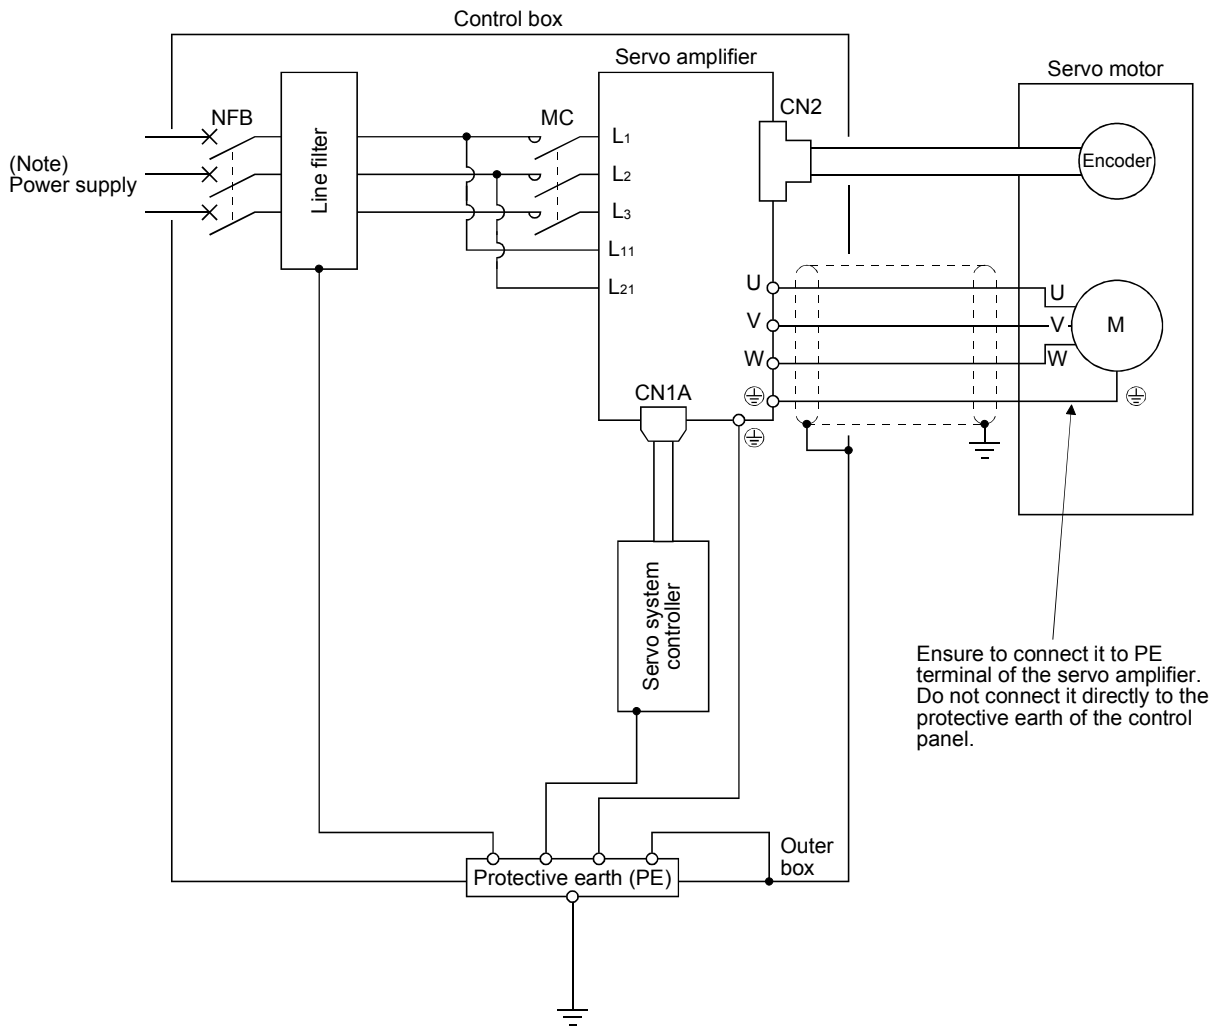 Control box
Servo amplifier
Servo motor
NFB
MC
CN2
(Note)
Power supply
Line filter
L1
L2
L3
L11
L21
Encoder
U
V
W
U
V
W
M
CN1A
Servo system
controller
Ensure to connect it to PE
terminal of the servo amplifier.
Do not connect it directly to the
protective earth of the control
panel.
Outer
box
Protective earth (PE)